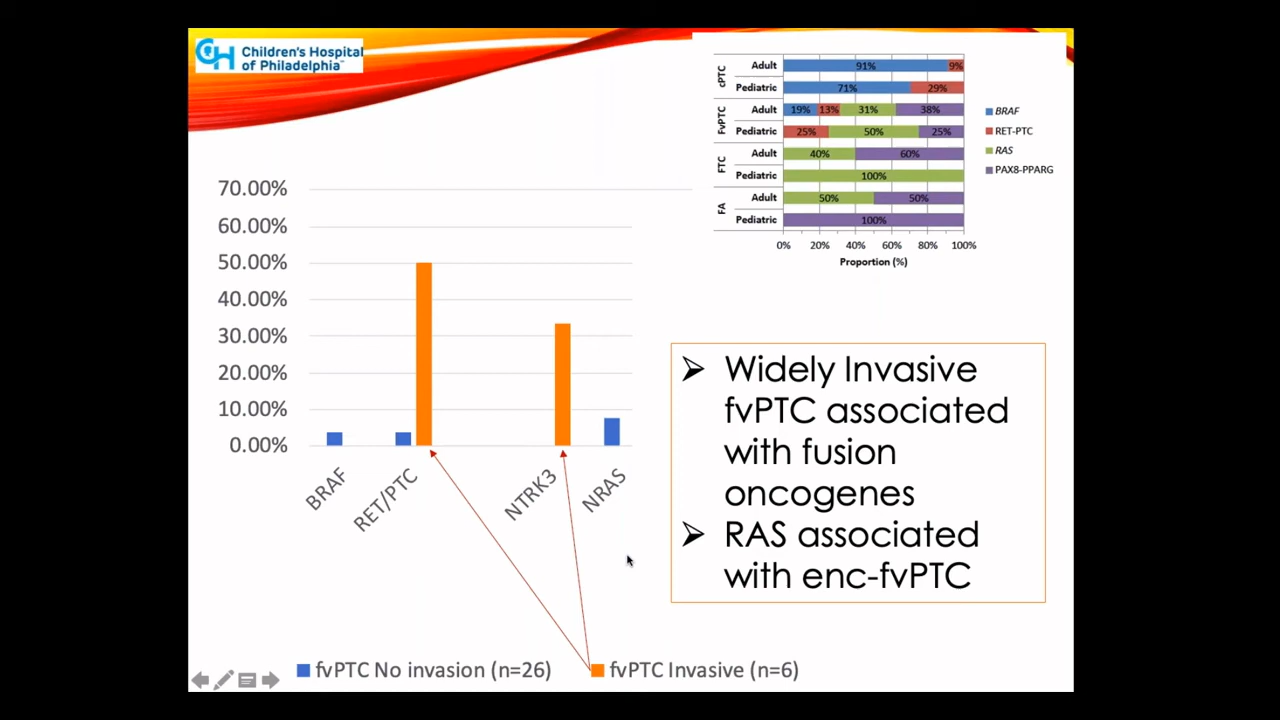 Children's Hospital
of Philadelphia
cPTC
Adult
91%
9%
Pediatric
71%
29%
FvPTC
Adult
19%
13%
31%
38%
Pediatric
25%
50%
25%
FTC
Adult
40%
60%
Pediatric
100%
FA
Adult
50%
50%
Pediatric
100%
0%
20%
40%
60%
80%
100%
Proportion (%)
BRAF
RET-PTC
RAS
PAX8-PPARG
70.00%
60.00%
50.00%
40.00%
30.00%
20.00%
10.00%
0.00%
BRAF
RET/PTC
NTRK3
NRAS
fvPTC No invasion (n=26)
fvPTC Invasive (n=6)
Widely Invasive
fvPTC associated
with fusion
oncogenes
RAS associated
with enc-fvPTC